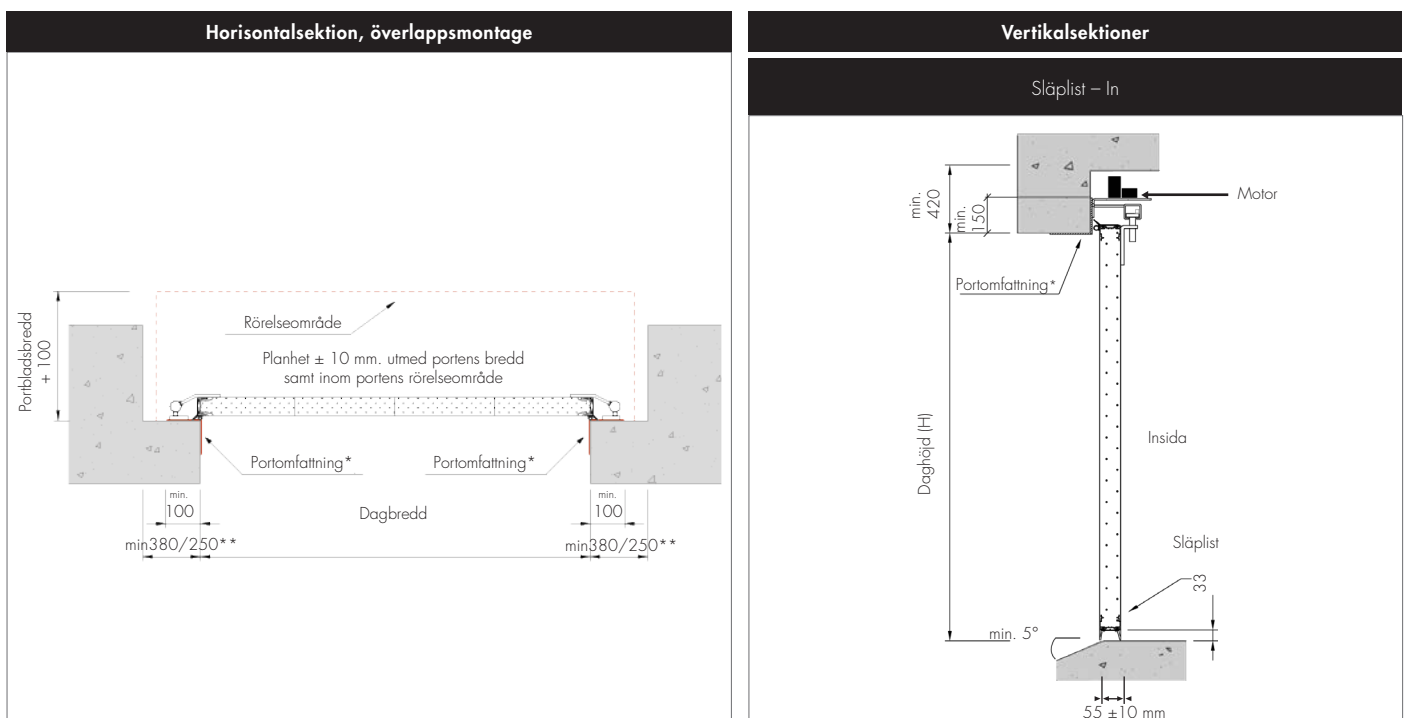 Horisontalsektion, överlappsmontage
Portbladsbredd
+ 100
Rörelseområde
Planhet ± 10 mm. utmed portens bredd
samt inom portens rörelseområde
Portomfattning*
Portomfattning*
min.
100
Dagbredd
min.
100
min380/250**
min380/250**
Vertikalsektioner
Släplist – In
min.
420
min.
150
Motor
Portomfattning*
Daghöjd (H)
Insida
Släplist
33
min. 5°
55 ±10 mm